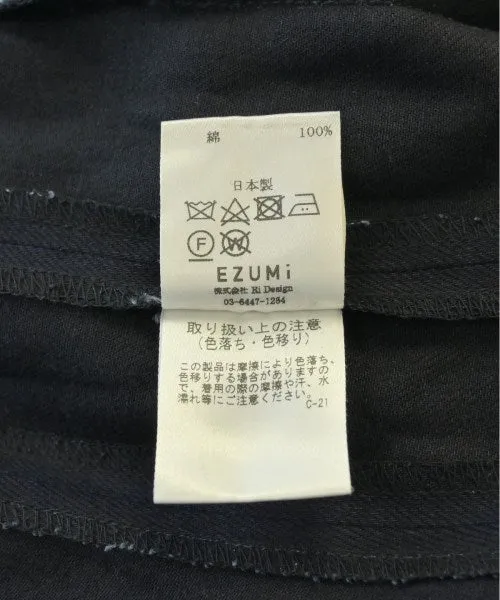 綿 100%
日本製
F W
EZUMi
株式会社 Ri Design
03-6447-1264
取り扱い上の注意
(色落ち・色移り)
この製品は摩擦により色落ち、
色移りする場合がありますの
で、着用の際の摩擦や汗、水
濡れ等にご注意ください。
C-21